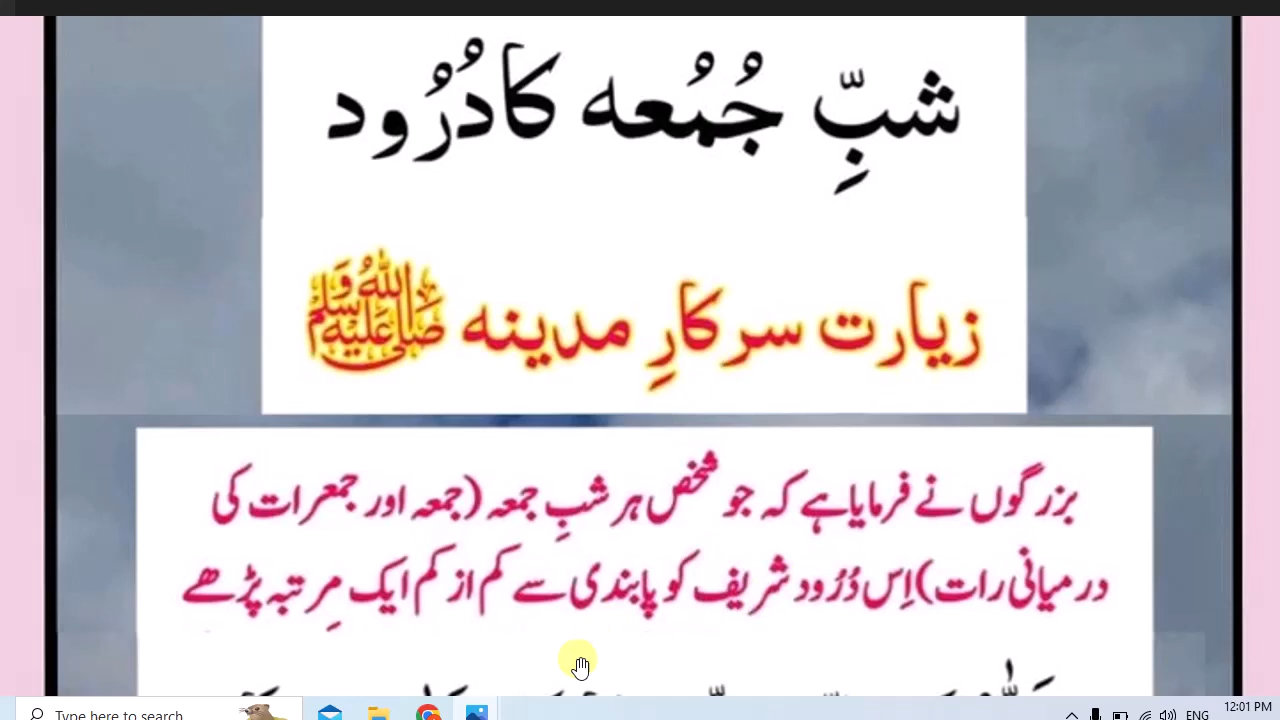 شبِّ جُمُعہ کا دُرُود
زیارت سرکارِ مدینہ ﷺ
بزرگوں نے فرمایا ہے کہ جو شخص ہر شبِ جمعہ (جمعہ اور جمعرات کی
درمیانی رات) اِس دُرُود شریف کو پابندی سے کم از کم ایک مرتبہ پڑھے
Type here to search
ENG
12:01 PM